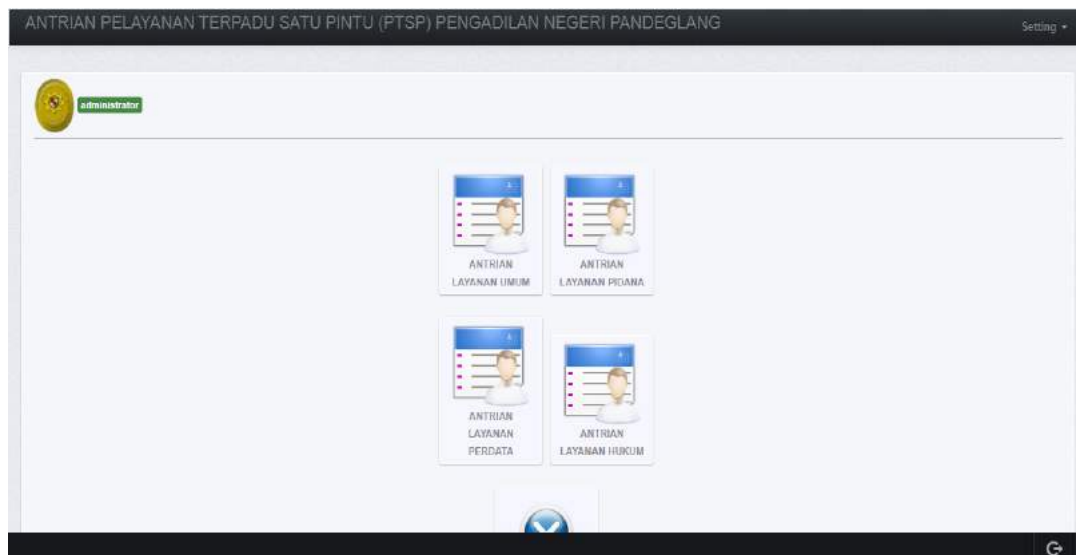 ANTRIAN PELAYANAN TERPADU SATU PINTU (PTSP) PENGADILAN NEGERI PANDEGLANG
Setting
administrator
ANTRIAN
LAYANAN UMUM
ANTRIAN
LAYANAN PIDANA
ANTRIAN
LAYANAN
PERDATA
ANTRIAN
LAYANAN HUKUM